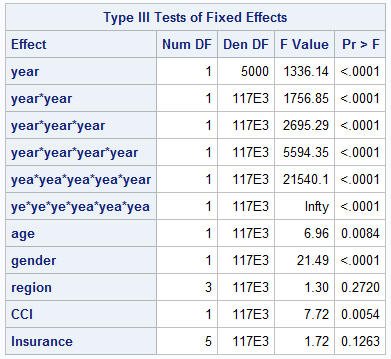 Type III Tests of Fixed Effects
Effect Num DF Den DF F Value Pr > F
year 1 5000 1336.14 <.0001
year*year 1 117E3 1756.85 <.0001
year*year*year 1 117E3 2695.29 <.0001
year*year*year*year 1 117E3 5594.35 <.0001
yea*yea*yea*yea*year 1 117E3 21540.1 <.0001
ye*ye*ye*yea*yea*yea 1 117E3 Infty <.0001
age 1 117E3 6.96 0.0084
gender 1 117E3 21.49 <.0001
region 3 117E3 1.30 0.2720
CCI 1 117E3 7.72 0.0054
Insurance 5 117E3 1.72 0.1263